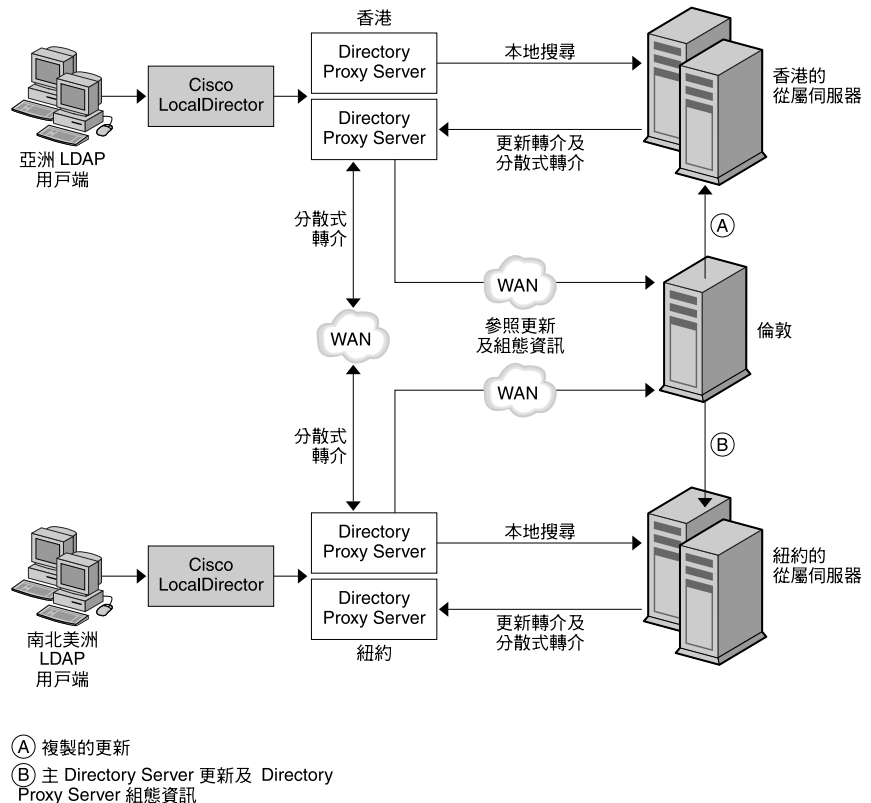 香港
Directory
Proxy Server
本地搜尋
Cisco
LocalDirector
香港的
從屬伺服器
Directory
Proxy Server
更新轉介及
分散式轉介
亞洲 LDAP
用戶端
分散式
轉介
A
WAN
參照更新
及組態資訊
倫敦
WAN
WAN
分散式
轉介
B
Directory
Proxy Server
本地搜尋
Cisco
LocalDirector
紐約的
從屬伺服器
Directory
Proxy Server
更新轉介及
分散式轉介
紐約
南北美洲
LDAP
用戶端
A 複製的更新
B 主 Directory Server 更新及 Directory
Proxy Server 組態資訊